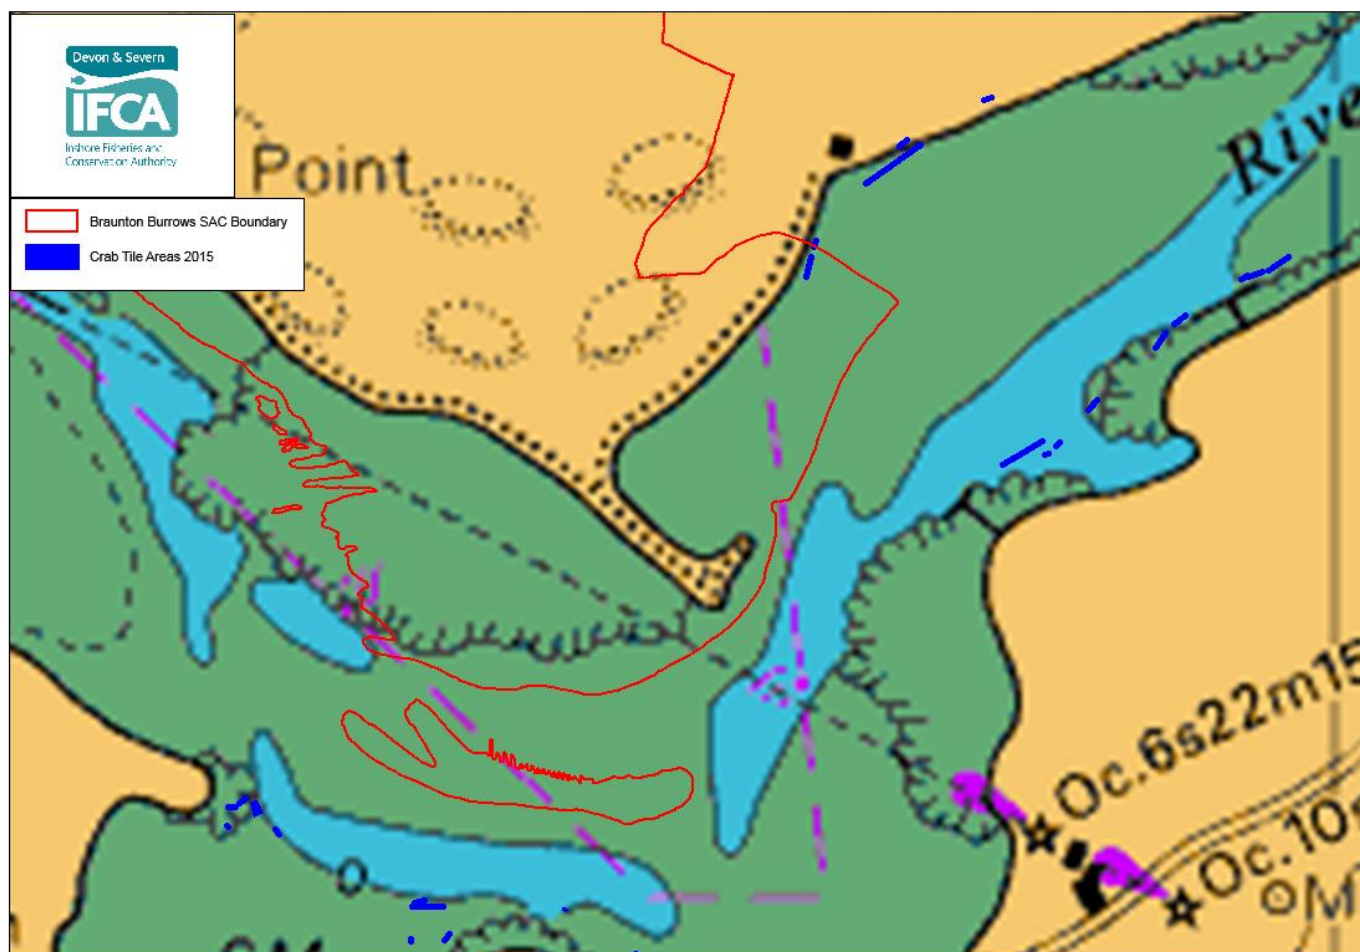 Devon & Severn
IFCA
Inshore Fisheries and
Conservation Authority
Point
Braunton Burrows SAC Boundary
Crab Tile Areas 2015
Rive
Oc.6s22m15
Oc.10
M